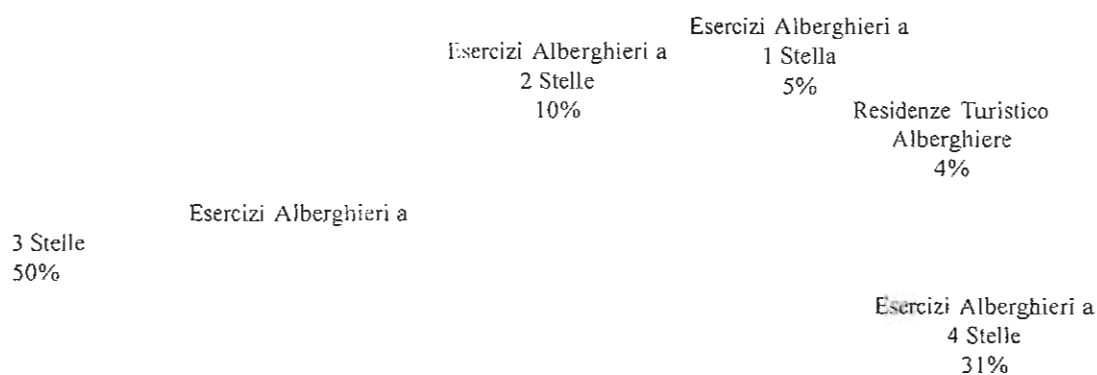 Esercizi Alberghieri a
1 Stella
5%
Esercizi Alberghieri a
2 Stelle
10%
Residenze Turistico
Alberghiere
4%
Esercizi Alberghieri a
3 Stelle
50%
Esercizi Alberghieri a
4 Stelle
31%